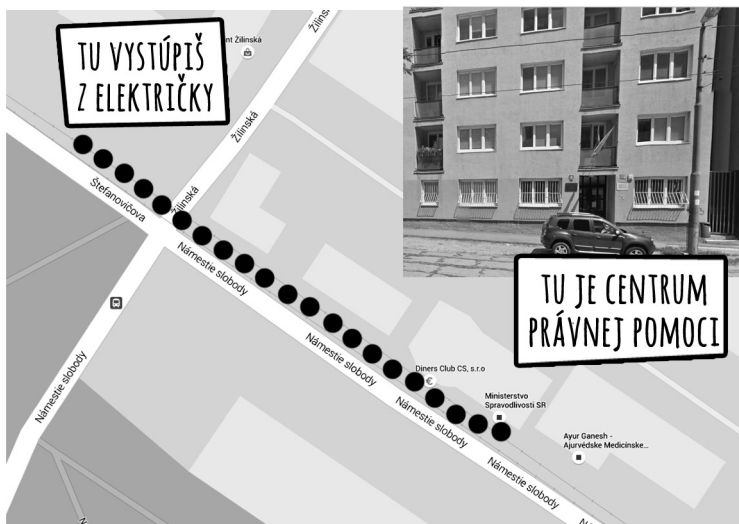 TU VYSTÚPIŠ
Z ELEKTRIČKY
nt Žilinská
Žilinská
Žilinská
Žilinská
Štefanovičova
Námestie slobody
Námestie slobody
Námestie slobody
Námestie slobody
Námestie slobody
TU JE CENTRUM
PRÁVNEJ POMOCI
Diners Club CS, s.r.o
€
Ministerstvo
Spravodlivosti SR
Ayur Ganesh -
Ajurvédske Medicínske...